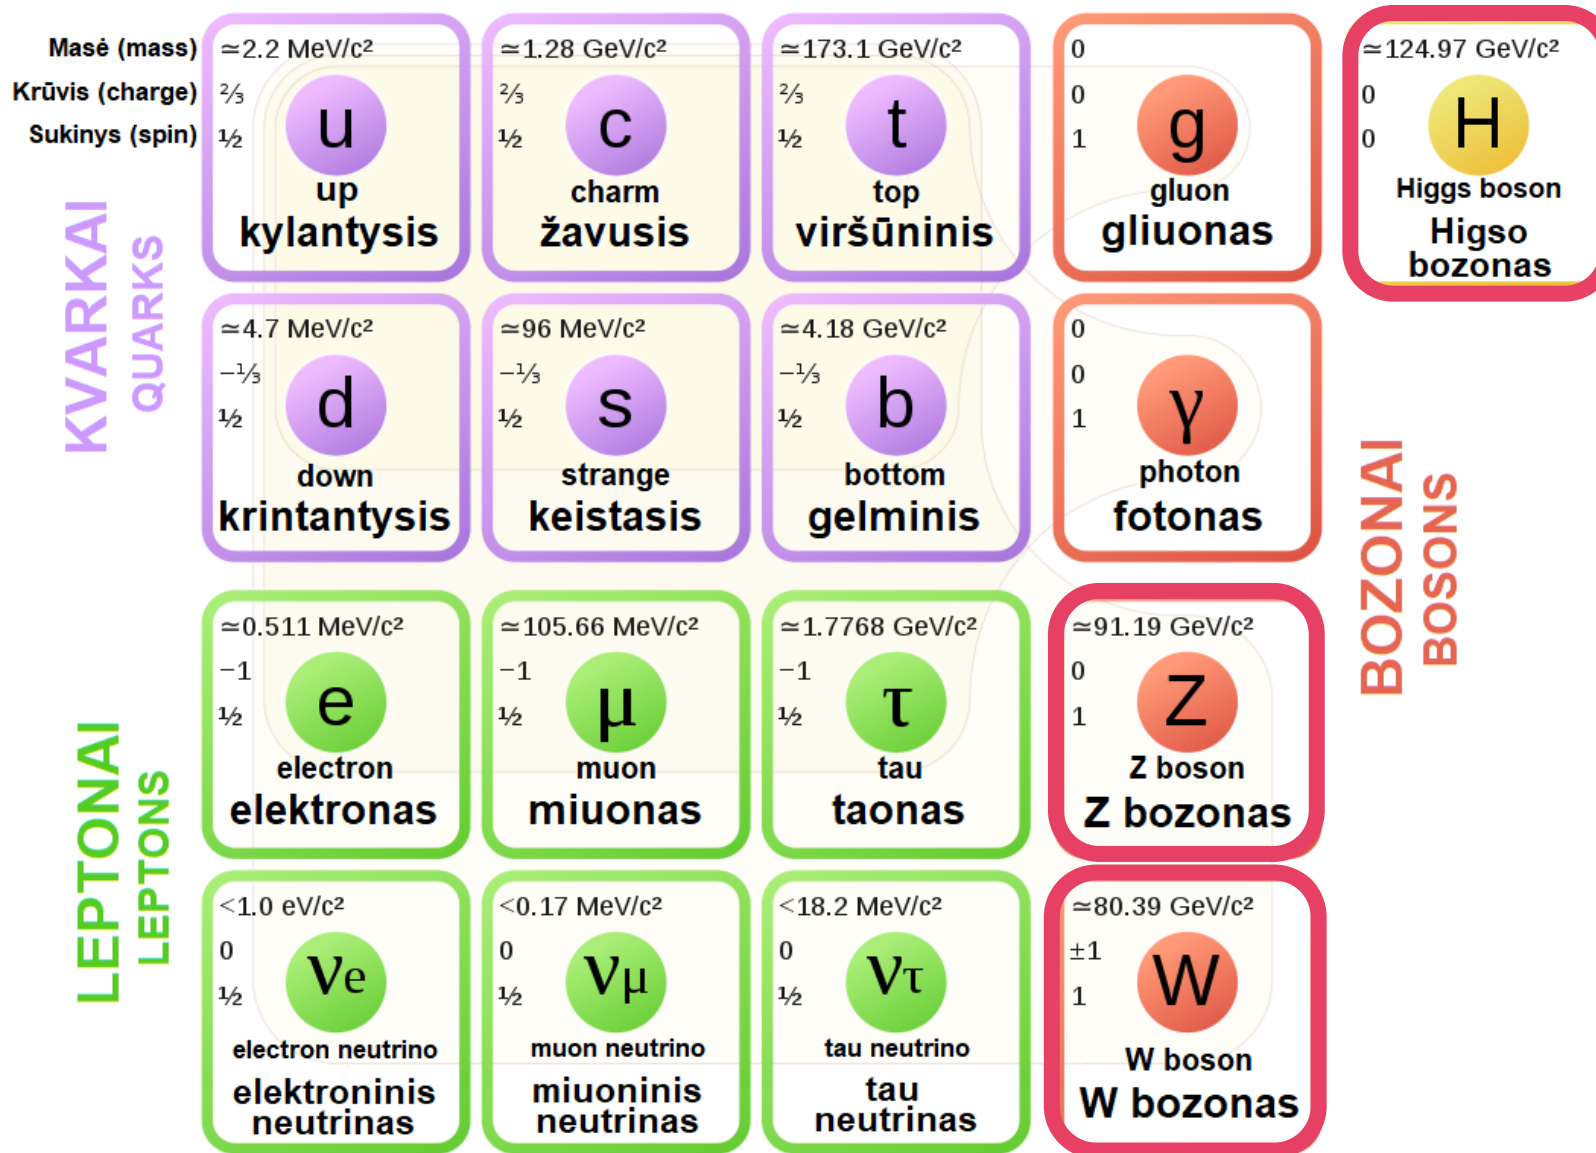 Masė (mass)
Krūvis (charge)
Sukinys (spin)
≃2.2 MeV/c²
⅔
½
u
up
kylantysis
≃1.28 GeV/c²
⅔
½
c
charm
žavusis
≃173.1 GeV/c²
⅔
½
t
top
viršūninis
0
0
1
g
gluon
gliuonas
≃124.97 GeV/c²
0
0
H
Higgs boson
Higso
bozonas
KVARKAI
QUARKS
≃4.7 MeV/c²
−⅓
½
d
down
krintantysis
≃96 MeV/c²
−⅓
½
s
strange
keistasis
≃4.18 GeV/c²
−⅓
½
b
bottom
gelminis
0
0
1
γ
photon
fotonas
BOZONAI
BOSONS
LEPTONAI
LEPTONS
≃0.511 MeV/c²
−1
½
e
electron
elektronas
≃105.66 MeV/c²
−1
½
μ
muon
miuonas
≃1.7768 GeV/c²
−1
½
τ
tau
taonas
≃91.19 GeV/c²
0
1
Z
Z boson
Z bozonas
<1.0 eV/c²
0
½
νe
electron neutrino
elektroninis
neutrinas
<0.17 MeV/c²
0
½
νμ
muon neutrino
miuoninis
neutrinas
<18.2 MeV/c²
0
½
ντ
tau neutrino
tau
neutrinas
≃80.39 GeV/c²
±1
1
W
W boson
W bozonas